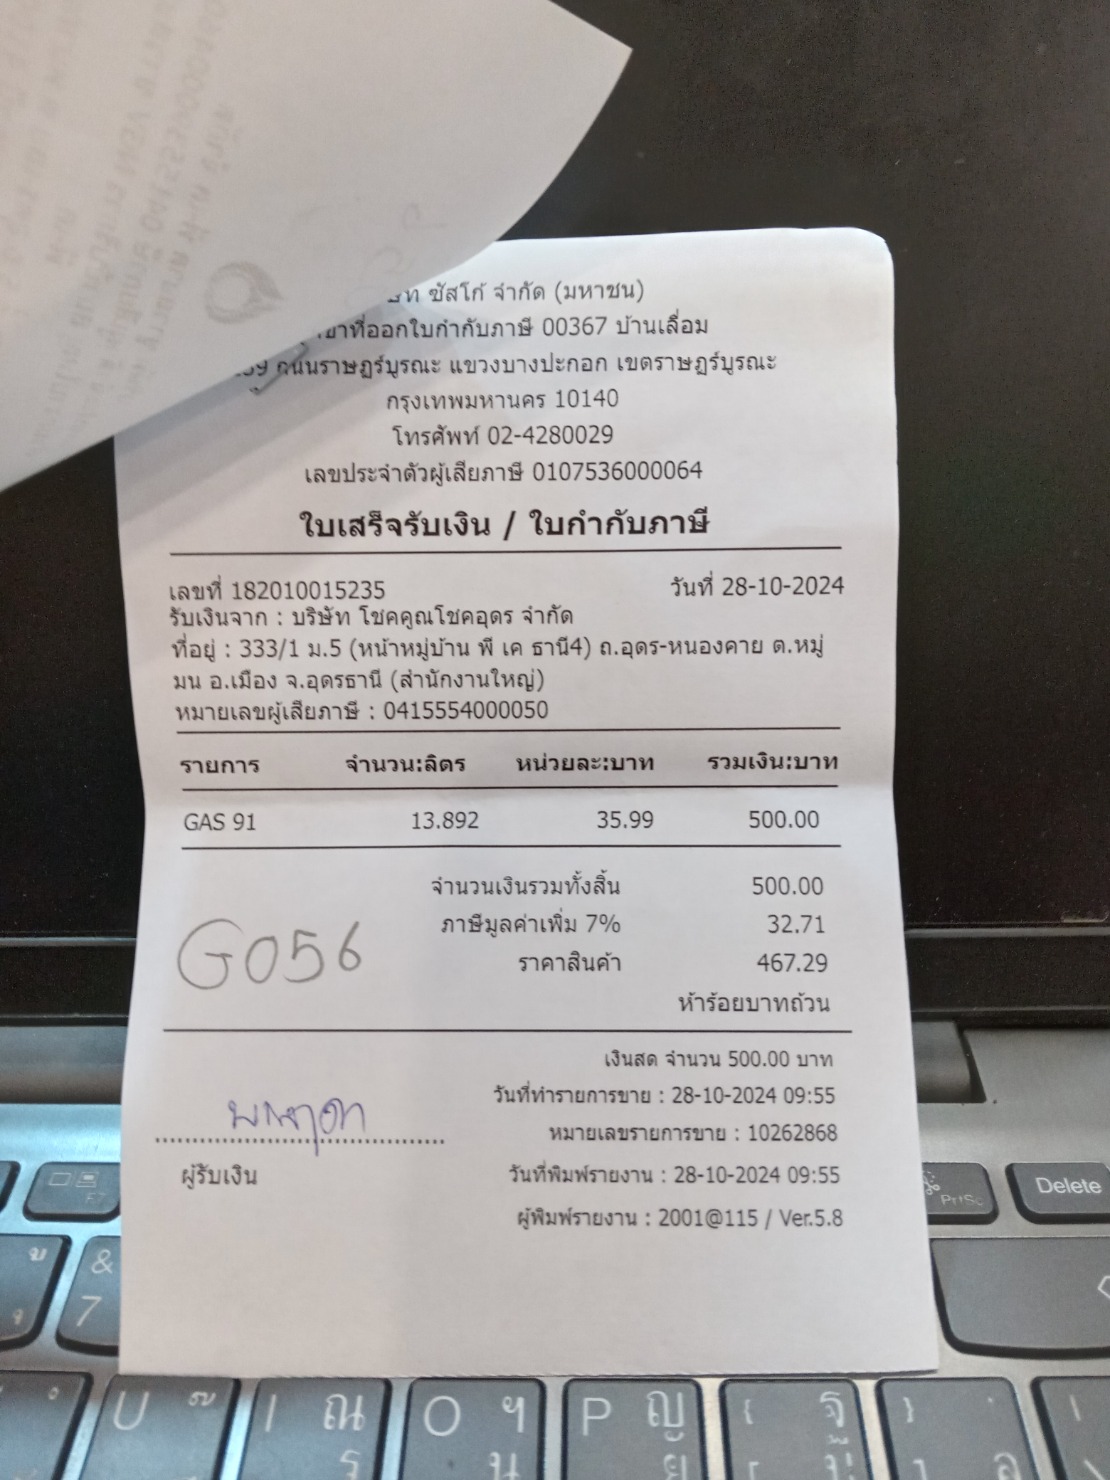 ซัสโก้ จำกัด (มหาชน)
ที่ออกใบกำกับภาษี 00367 บ้านเลื่อม
ถนนราษฎร์บูรณะ แขวงบางปะกอก เขตราษฎร์บูรณะ
กรุงเทพมหานคร 10140
โทรศัพท์ 02-4280029
เลขประจำตัวผู้เสียภาษี 0107536000064
ใบเสร็จรับเงิน / ใบกำกับภาษี
เลขที่ 182010015235 วันที่ 28-10-2024
รับเงินจาก : บริษัท โชคคูณโชคอุดร จำกัด
ที่อยู่ : 333/1 ม.5 (หน้าหมู่บ้าน พี เค ธานี4) ถ.อุดร-หนองคาย ต.หมู่
มน อ.เมือง จ.อุดรธานี (สำนักงานใหญ่)
หมายเลขผู้เสียภาษี : 0415554000050
รายการ จำนวน:ลิตร หน่วยละ:บาท รวมเงิน:บาท
GAS 91 13.892 35.99 500.00
จำนวนเงินรวมทั้งสิ้น 500.00
ภาษีมูลค่าเพิ่ม 7% 32.71
G056
ราคาสินค้า 467.29
ห้าร้อยบาทถ้วน
เงินสด จำนวน 500.00 บาท
วันที่ทำรายการขาย : 28-10-2024 09:55
หมายเลขรายการขาย : 10262868
ผู้รับเงิน วันที่พิมพ์รายงาน : 28-10-2024 09:55
ผู้พิมพ์รายงาน : 2001@115 / Ver.5.8
F7 PrtSc Delete
& 7
U I ณ ร O ฯ น P ญ ย { ฐ }